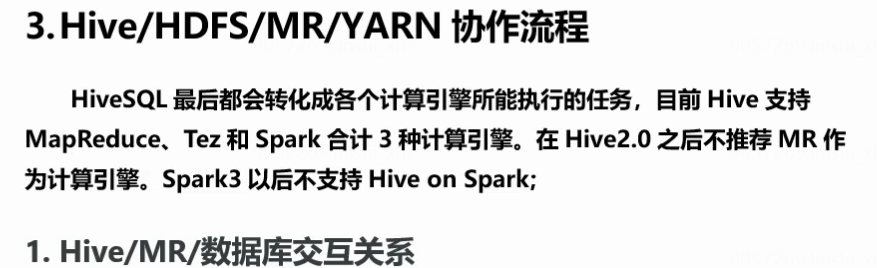 3.Hive/HDFS/MR/YARN 协作流程
HiveSQL 最后都会转化成各个计算引擎所能执行的任务，目前 Hive 支持
MapReduce、Tez 和 Spark 合计 3 种计算引擎。在 Hive2.0 之后不推荐 MR 作
为计算引擎。Spark3 以后不支持 Hive on Spark;
1. Hive/MR/数据库交互关系